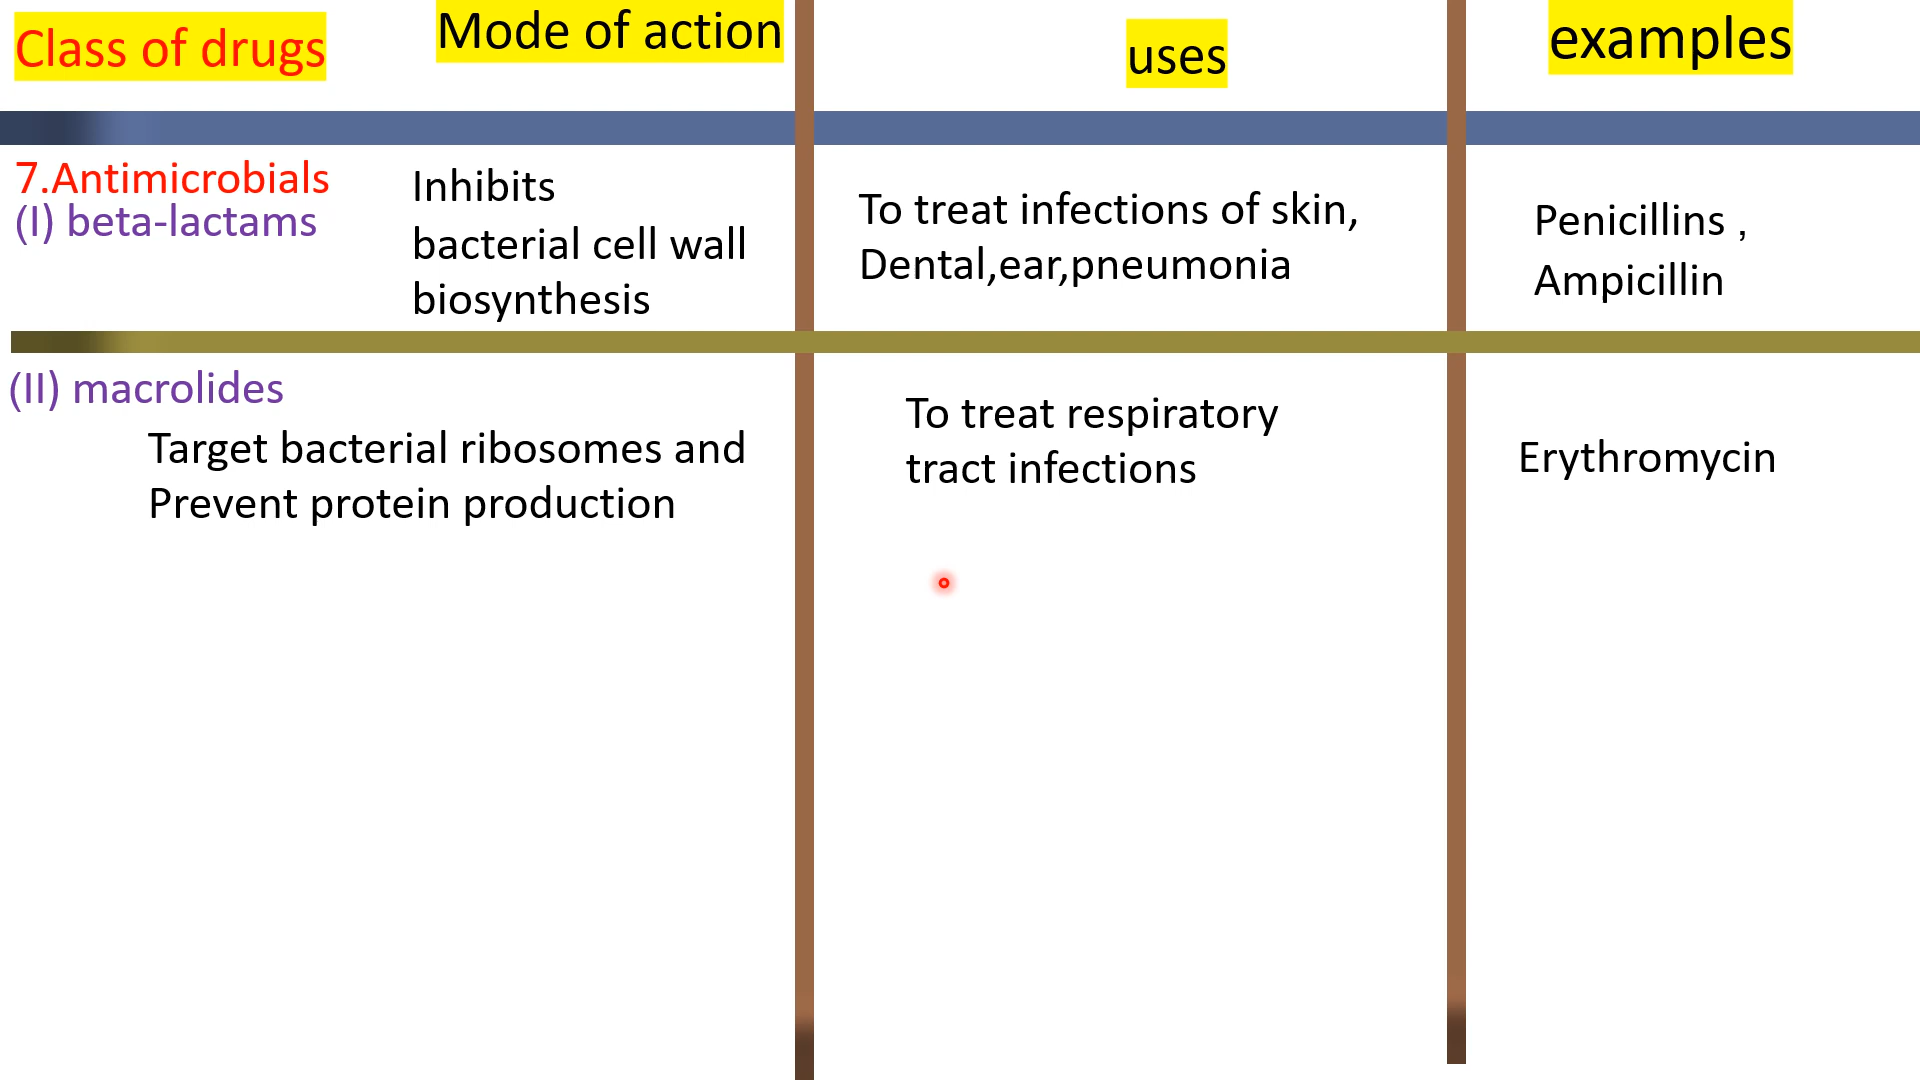 Class of drugs
Mode of action
uses
examples
7.Antimicrobials
(I) beta-lactams
Inhibits
bacterial cell wall
biosynthesis
To treat infections of skin,
Dental,ear,pneumonia
Penicillins ,
Ampicillin
(II) macrolides
Target bacterial ribosomes and
Prevent protein production
To treat respiratory
tract infections
Erythromycin